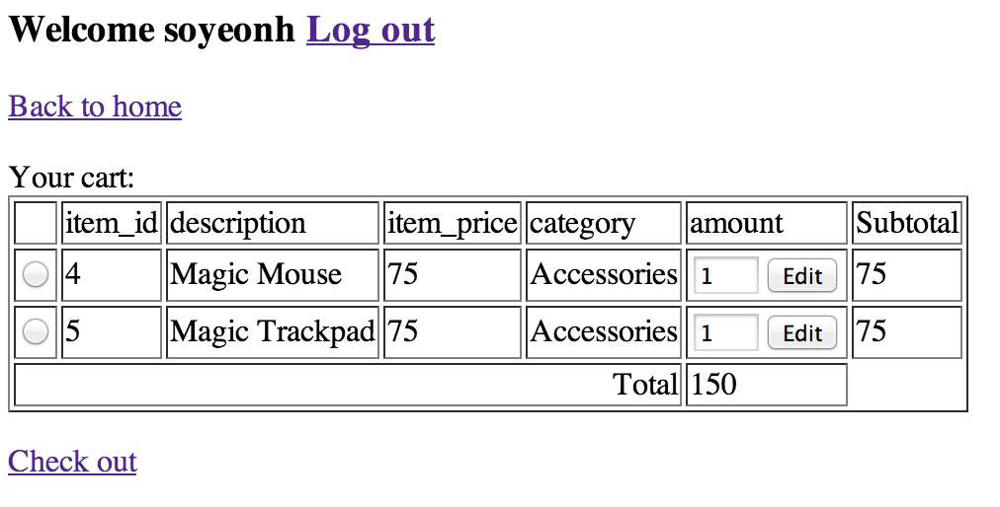 Welcome soyeonh Log out
Back to home
Your cart:
item_id description item_price category amount Subtotal
4 Magic Mouse 75 Accessories 1 Edit 75
5 Magic Trackpad 75 Accessories 1 Edit 75
Total 150
Check out